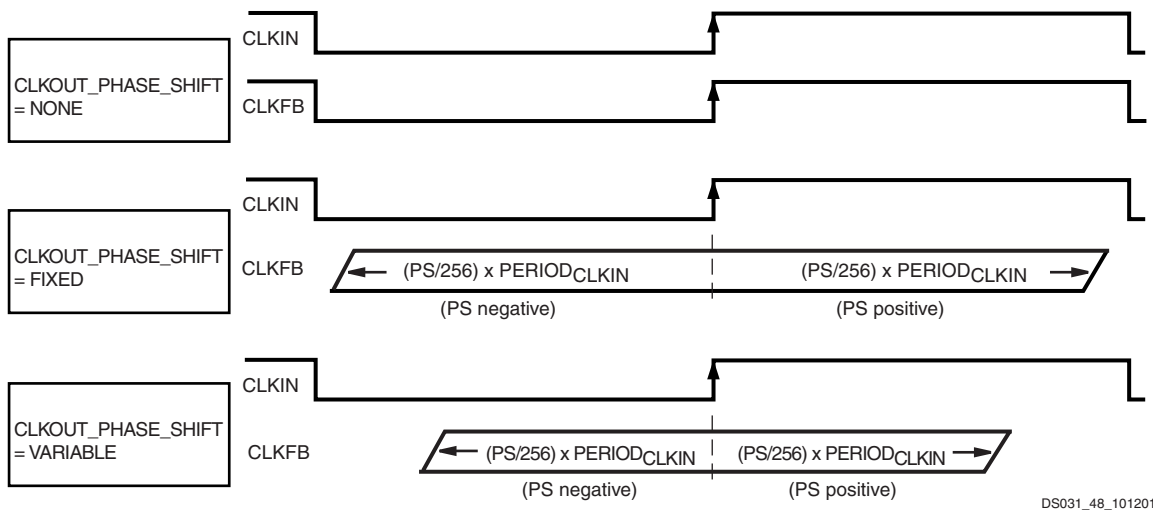 CLKIN
CLKOUT_PHASE_SHIFT
= NONE
CLKFB
CLKIN
CLKOUT_PHASE_SHIFT
= FIXED
CLKFB
(PS/256) x PERIODCLKIN
(PS/256) x PERIODCLKIN
(PS negative)
(PS positive)
CLKIN
CLKOUT_PHASE_SHIFT
= VARIABLE
CLKFB
(PS/256) x PERIODCLKIN
(PS/256) x PERIODCLKIN
(PS negative)
(PS positive)
DS031_48_101201